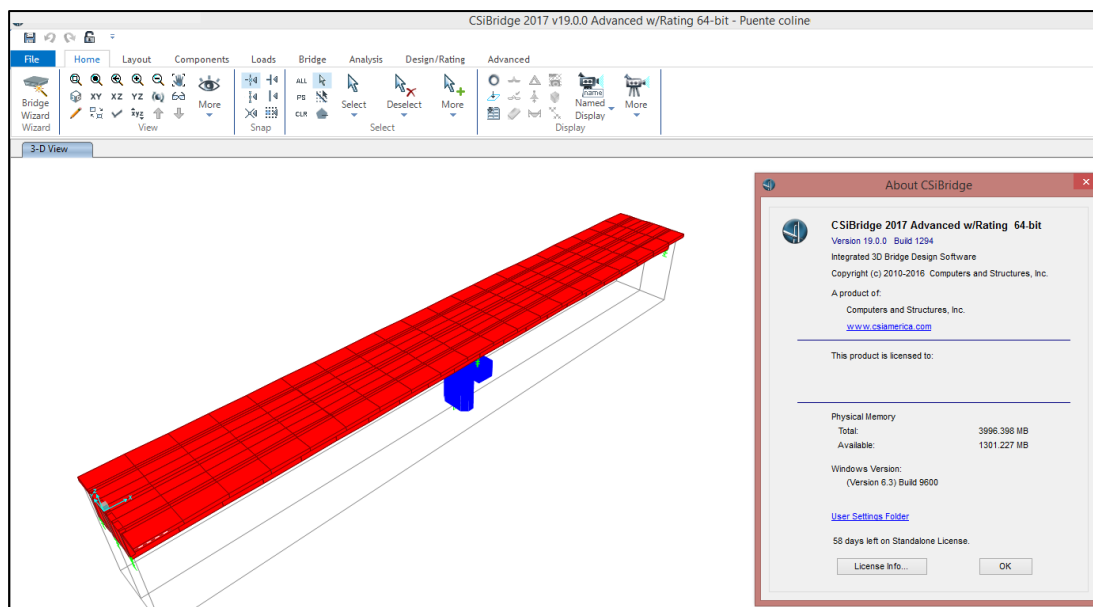 CSiBridge 2017 v19.0.0 Advanced w/Rating 64-bit - Puente coline
File Home Layout Components Loads Bridge Analysis Design/Rating Advanced
Bridge Wizard
XY XZ YZ
xyz
More
ALL
PS
CLR
Select
Deselect
More
name
Named Display
More
Wizard View Snap Select Display
3-D View
About CSiBridge
CSiBridge 2017 Advanced w/Rating 64-bit
Version 19.0.0 Build 1294
Integrated 3D Bridge Design Software
Copyright (c) 2010-2016 Computers and Structures, Inc.
A product of:
Computers and Structures, Inc.
www.csiamerica.com
This product is licensed to:
Physical Memory
Total: 3996.398 MB
Available: 1301.227 MB
Windows Version:
(Version 6.3) Build 9600
User Settings Folder
58 days left on Standalone License.
License Info... OK